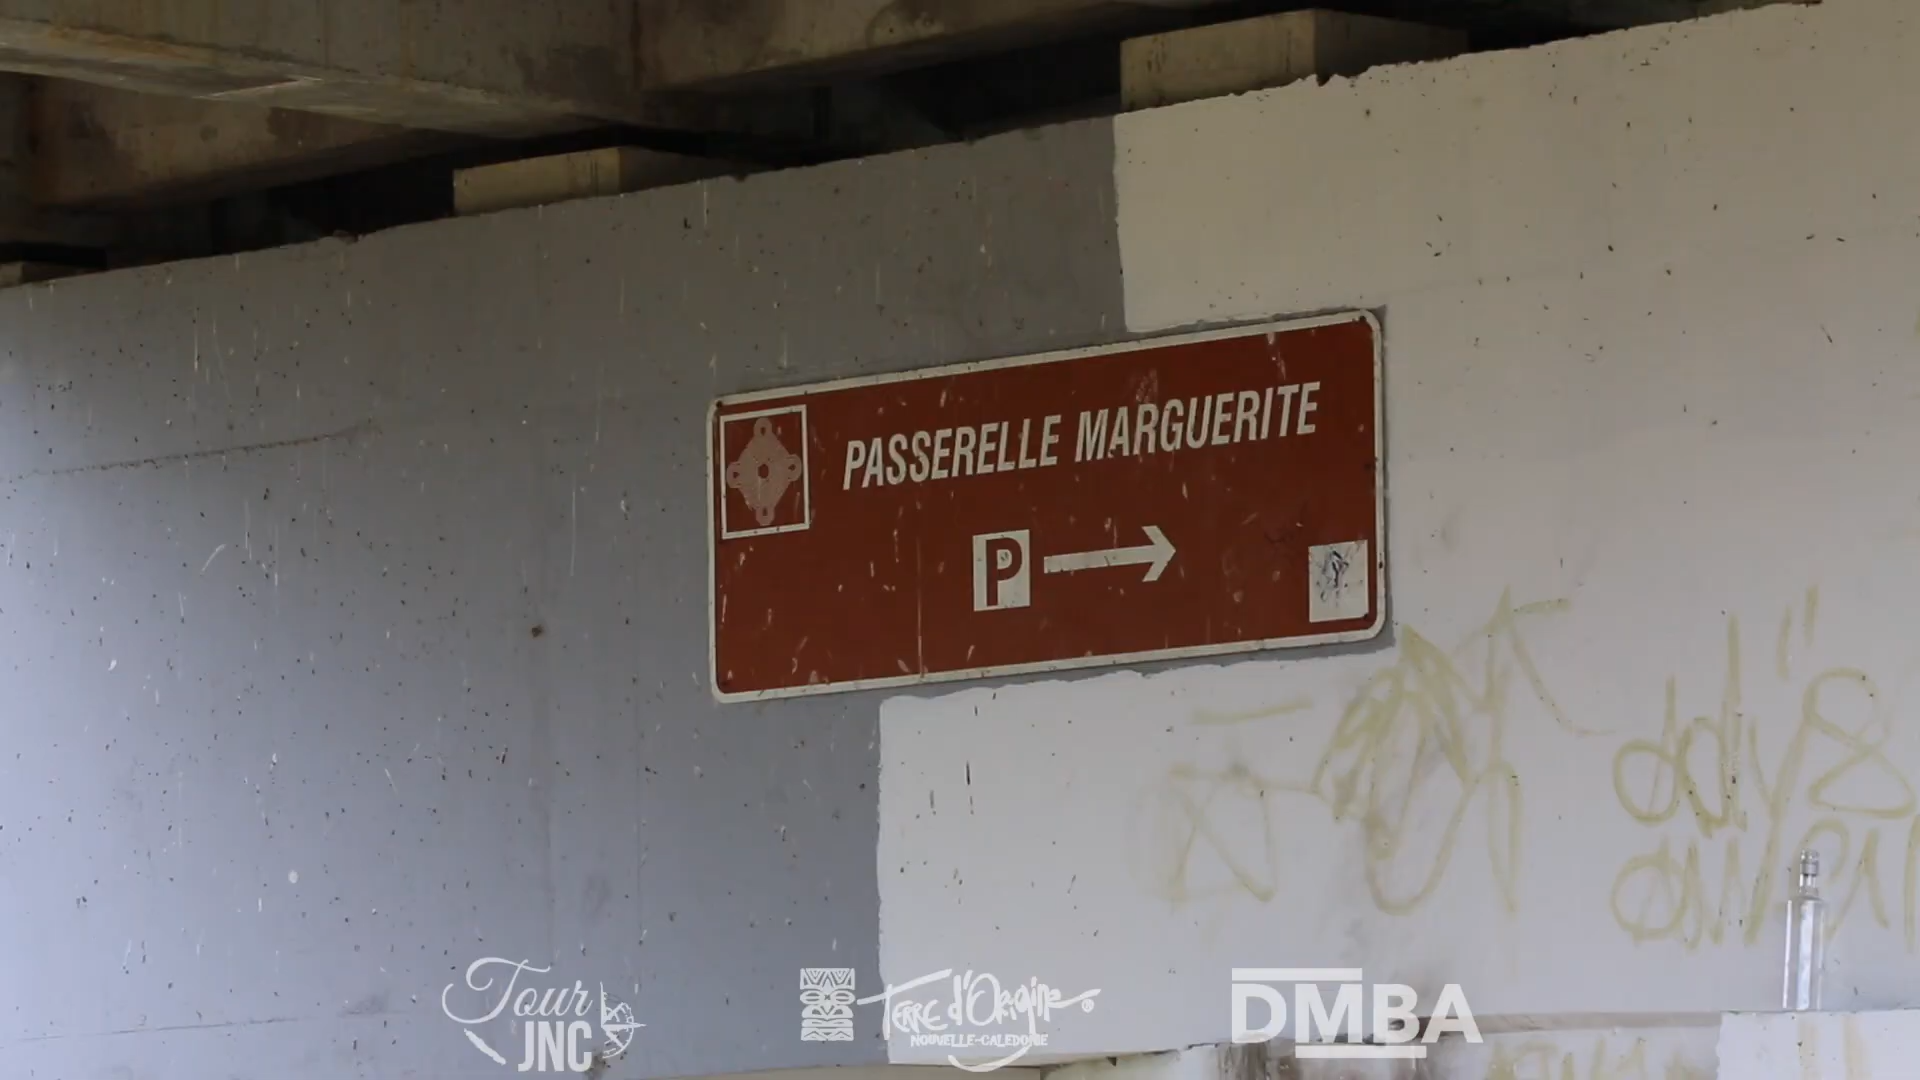 PASSERELLE MARGUERITE
P
Tour
JNC
TERRE d'Origine
NOUVELLE-CALEDONIE
DMBA